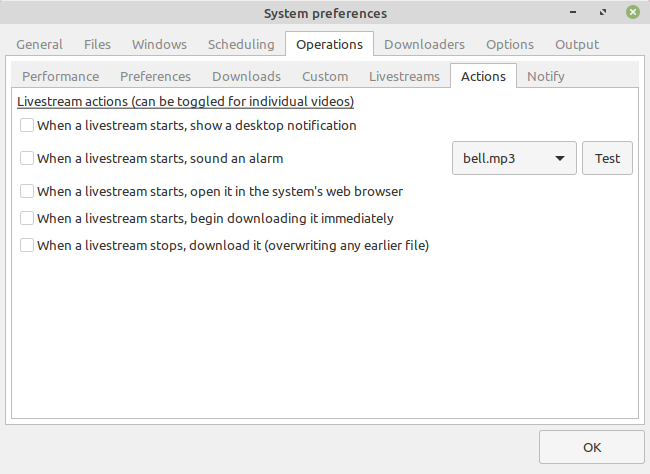 System preferences
General Files Windows Scheduling Operations Downloaders Options Output
Performance Preferences Downloads Custom Livestreams Actions Notify
Livestream actions (can be toggled for individual videos)
When a livestream starts, show a desktop notification
When a livestream starts, sound an alarm bell.mp3 Test
When a livestream starts, open it in the system's web browser
When a livestream starts, begin downloading it immediately
When a livestream stops, download it (overwriting any earlier file)
OK